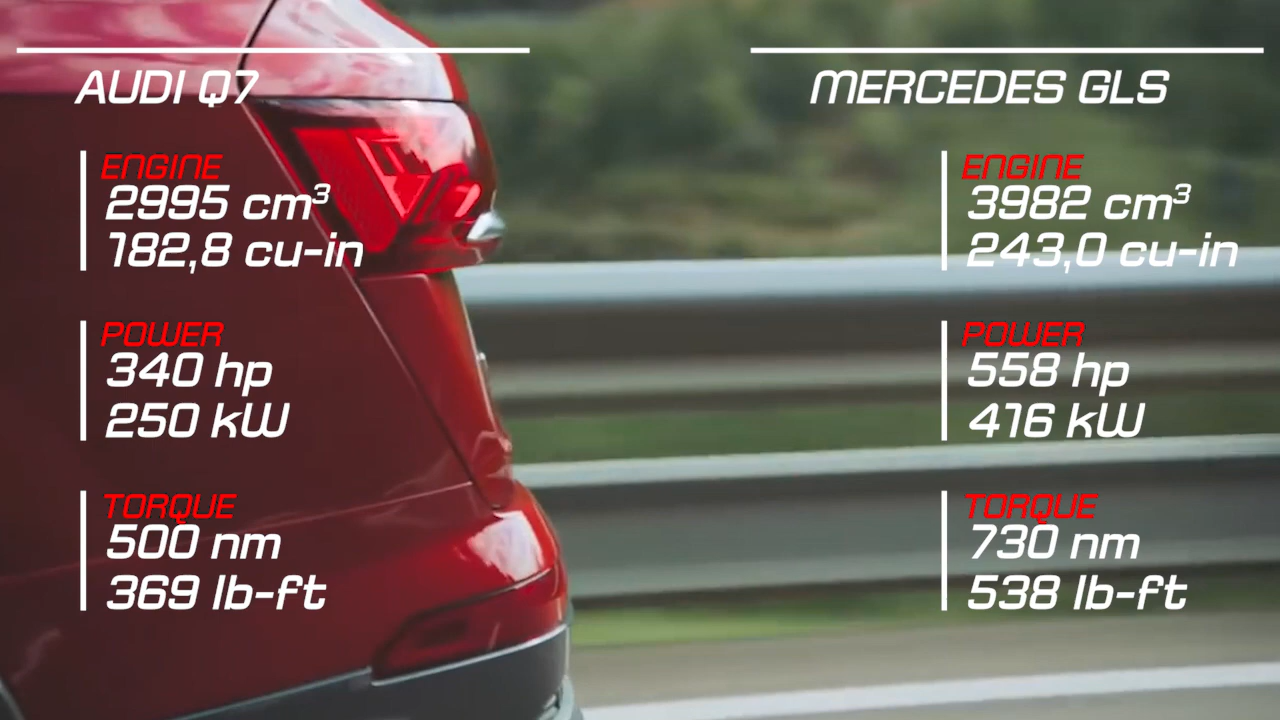 AUDI Q7
ENGINE
2995 cm³
182,8 cu-in
POWER
340 hp
250 kW
TORQUE
500 nm
369 lb-ft
MERCEDES GLS
ENGINE
3982 cm³
243,0 cu-in
POWER
558 hp
416 kW
TORQUE
730 nm
538 lb-ft